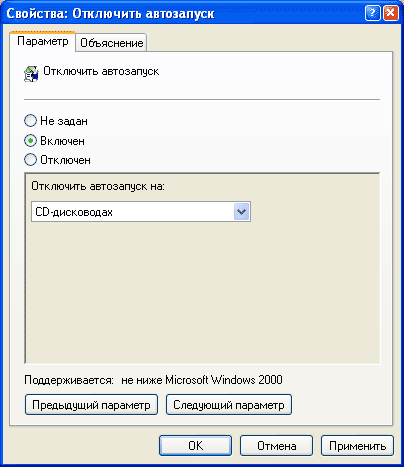 Свойства: Отключить автозапуск
Параметр Объяснение
Отключить автозапуск
Не задан
Включен
Отключен
Отключить автозапуск на:
CD-дисководах
Поддерживается: не ниже Microsoft Windows 2000
Предыдущий параметр Следующий параметр
OK Отмена Применить